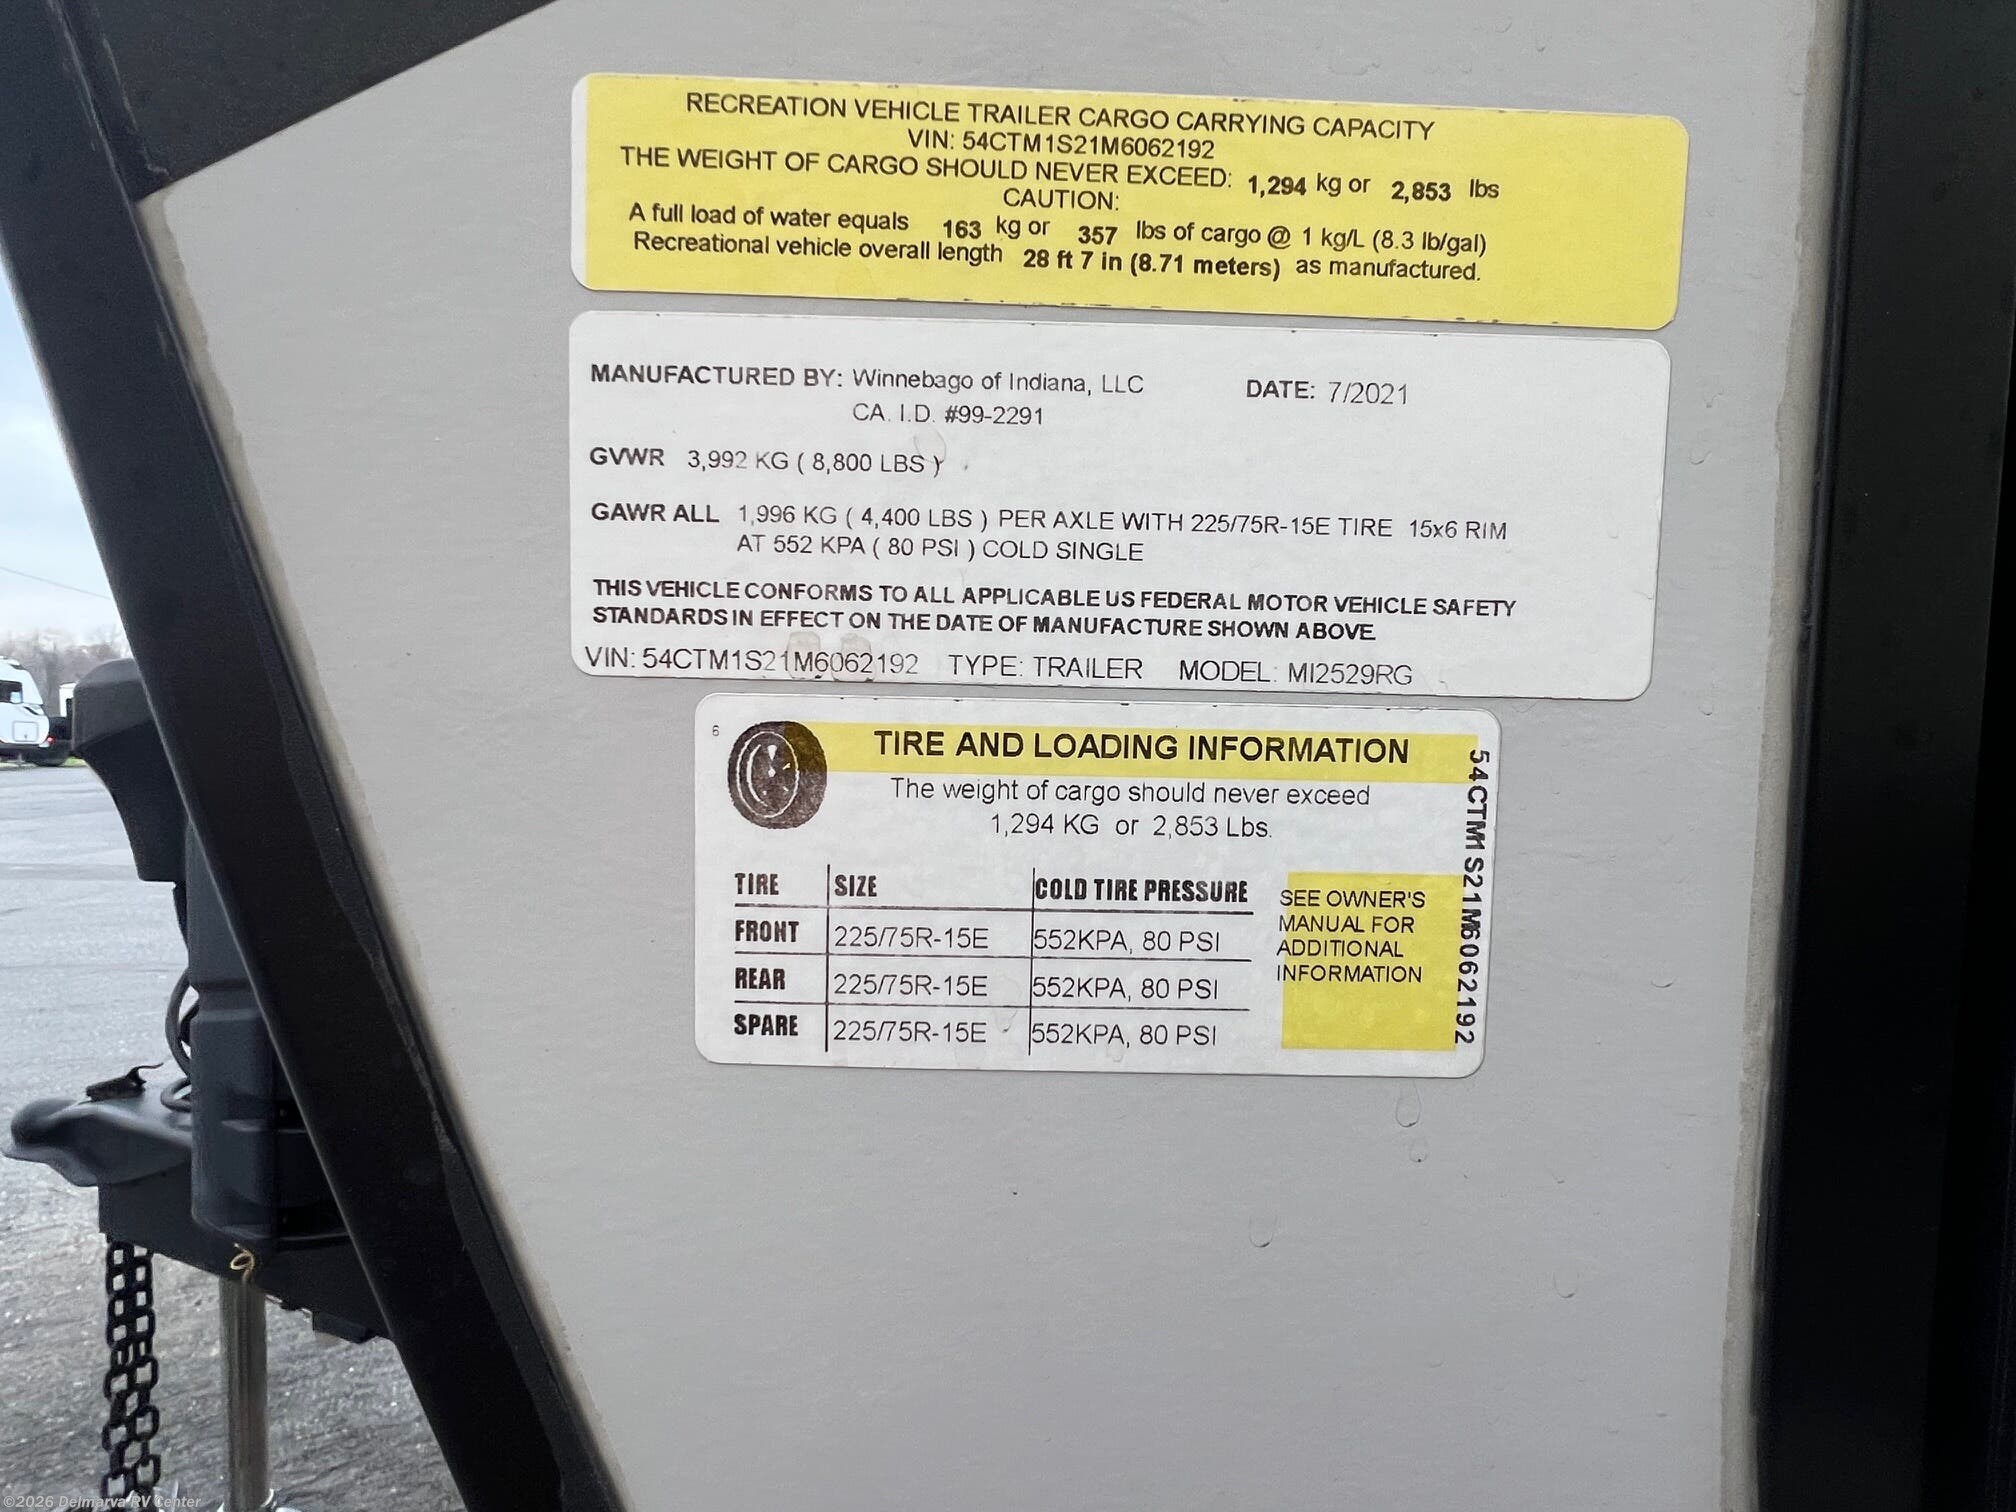 RECREATION VEHICLE TRAILER CARGO CARRYING CAPACITY
VIN: 54CTM1S21M6062192
THE WEIGHT OF CARGO SHOULD NEVER EXCEED: 1,294 kg or 2,853 lbs
CAUTION:
A full load of water equals 163 kg or 357 lbs of cargo @ 1 kg/L (8.3 lb/gal)
Recreational vehicle overall length 28 ft 7 in (8.71 meters) as manufactured.
MANUFACTURED BY: Winnebago of Indiana, LLC DATE: 7/2021
CA. I.D. #99-2291
GVWR 3,992 KG ( 8,800 LBS )
GAWR ALL 1,996 KG ( 4,400 LBS ) PER AXLE WITH 225/75R-15E TIRE 15x6 RIM
AT 552 KPA ( 80 PSI ) COLD SINGLE
THIS VEHICLE CONFORMS TO ALL APPLICABLE US FEDERAL MOTOR VEHICLE SAFETY
STANDARDS IN EFFECT ON THE DATE OF MANUFACTURE SHOWN ABOVE
VIN: 54CTM1S21M6062192 TYPE: TRAILER MODEL: MI2529RG
6
TIRE AND LOADING INFORMATION
The weight of cargo should never exceed
1,294 KG or 2,853 Lbs.
TIRE SIZE COLD TIRE PRESSURE
FRONT 225/75R-15E 552KPA, 80 PSI
REAR 225/75R-15E 552KPA, 80 PSI
SPARE 225/75R-15E 552KPA, 80 PSI
SEE OWNER'S
MANUAL FOR
ADDITIONAL
INFORMATION
54CTM1S21M6062192
©2026 Delmarva RV Center